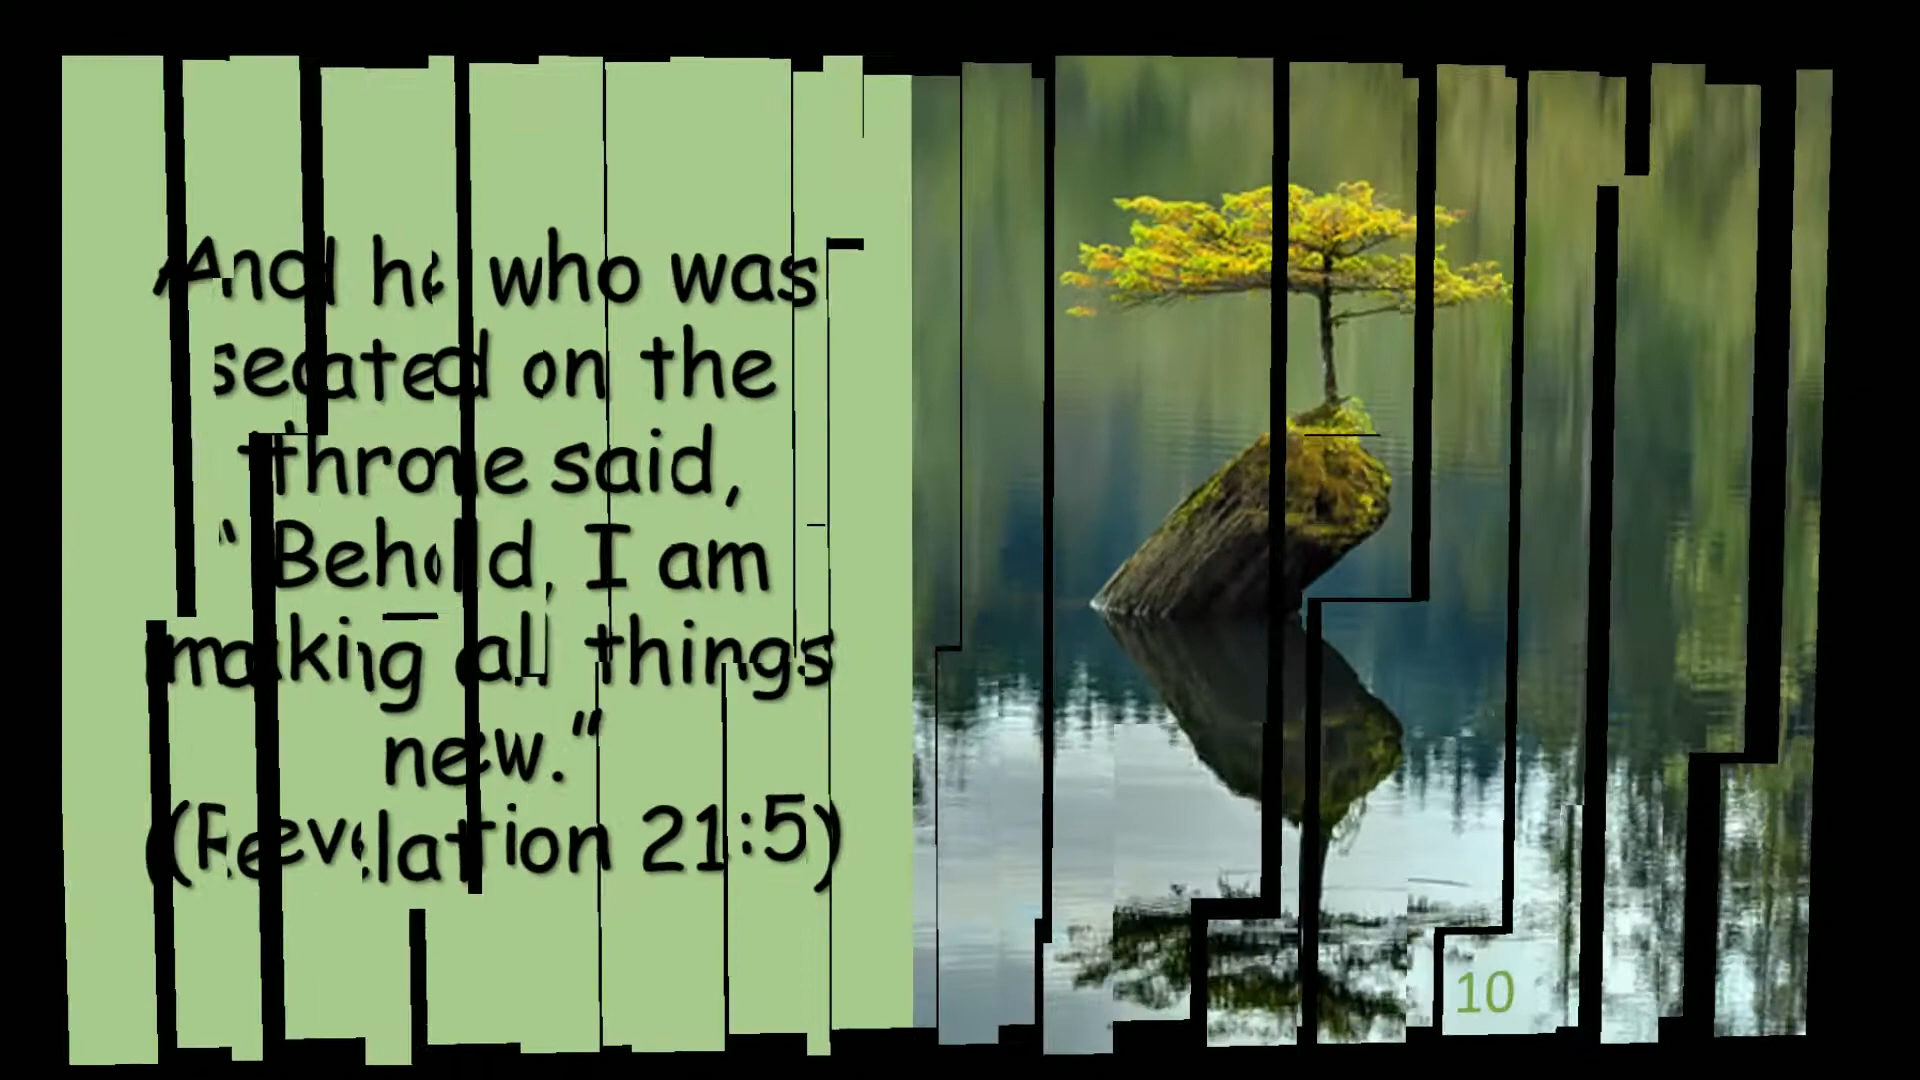 And he who was
seated on the
throne said,
“Behold, I am
making all things
new.“
(Revelation 21:5)
10